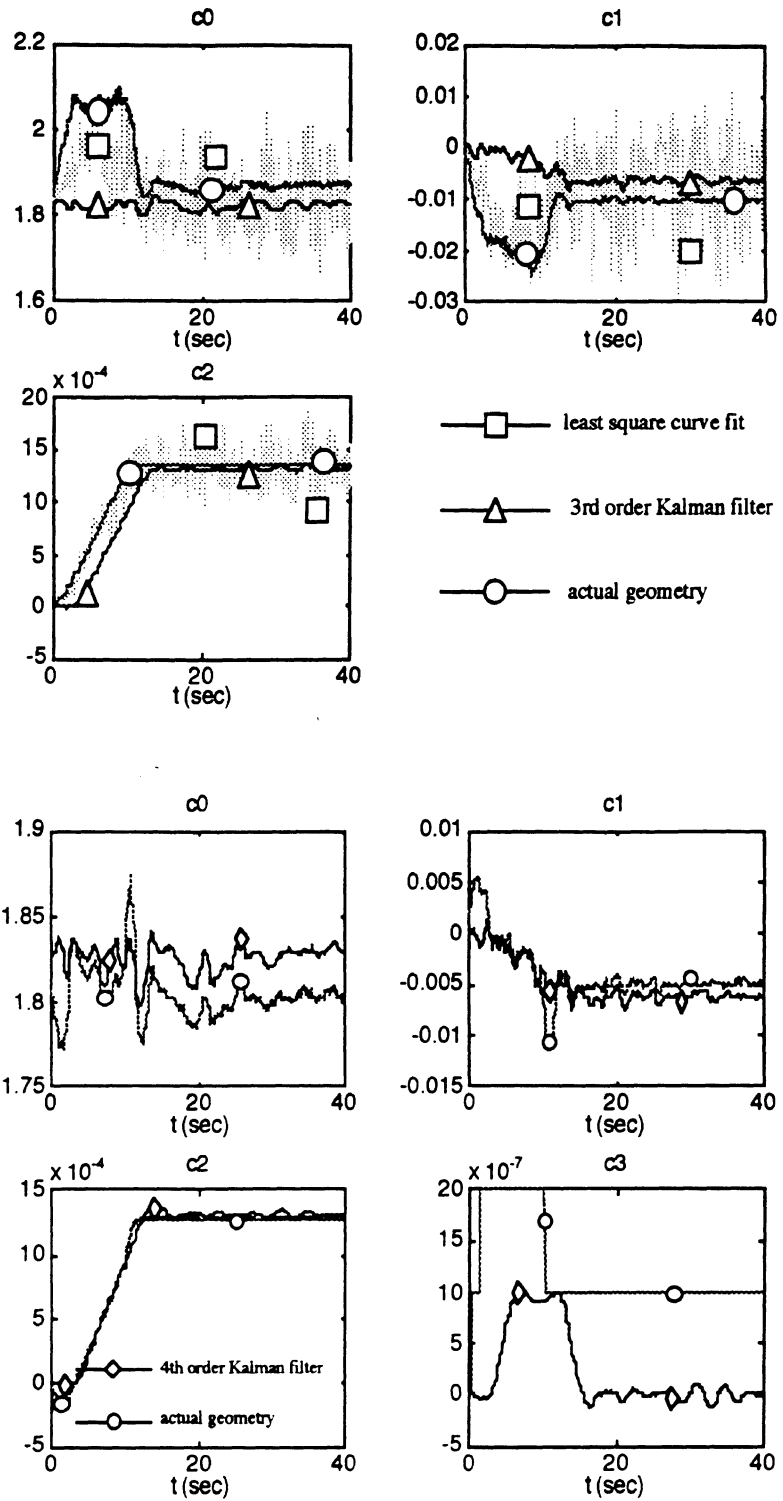 c0
2.2
2
1.8
1.6
0 20 40
t (sec)
c1
0.02
0.01
0
-0.01
-0.02
-0.03
0 20 40
t (sec)
x 10-4
c2
20
15
10
5
0
-5
0 20 40
t (sec)
least square curve fit
3rd order Kalman filter
actual geometry
c0
1.9
1.85
1.8
1.75
0 20 40
t (sec)
c1
0.01
0.005
0
-0.005
-0.01
-0.015
0 20 40
t (sec)
x 10-4
c2
15
10
5
0
-5
0 20 40
t (sec)
4th order Kalman filter
actual geometry
x 10-7
c3
20
15
10
5
0
-5
0 20 40
t (sec)